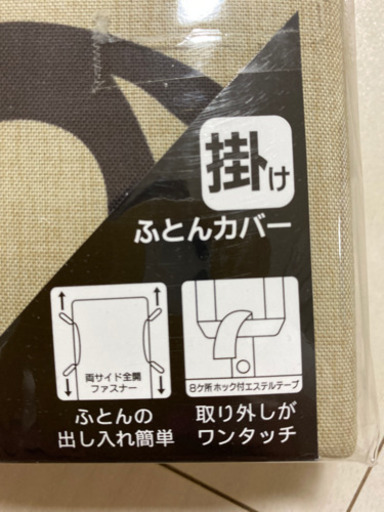 掛け
ふとんカバー
両サイド全開
ファスナー
ふとんの
出し入れ簡単
8ケ所ホック付エステルテープ
取り外しが
ワンタッチ